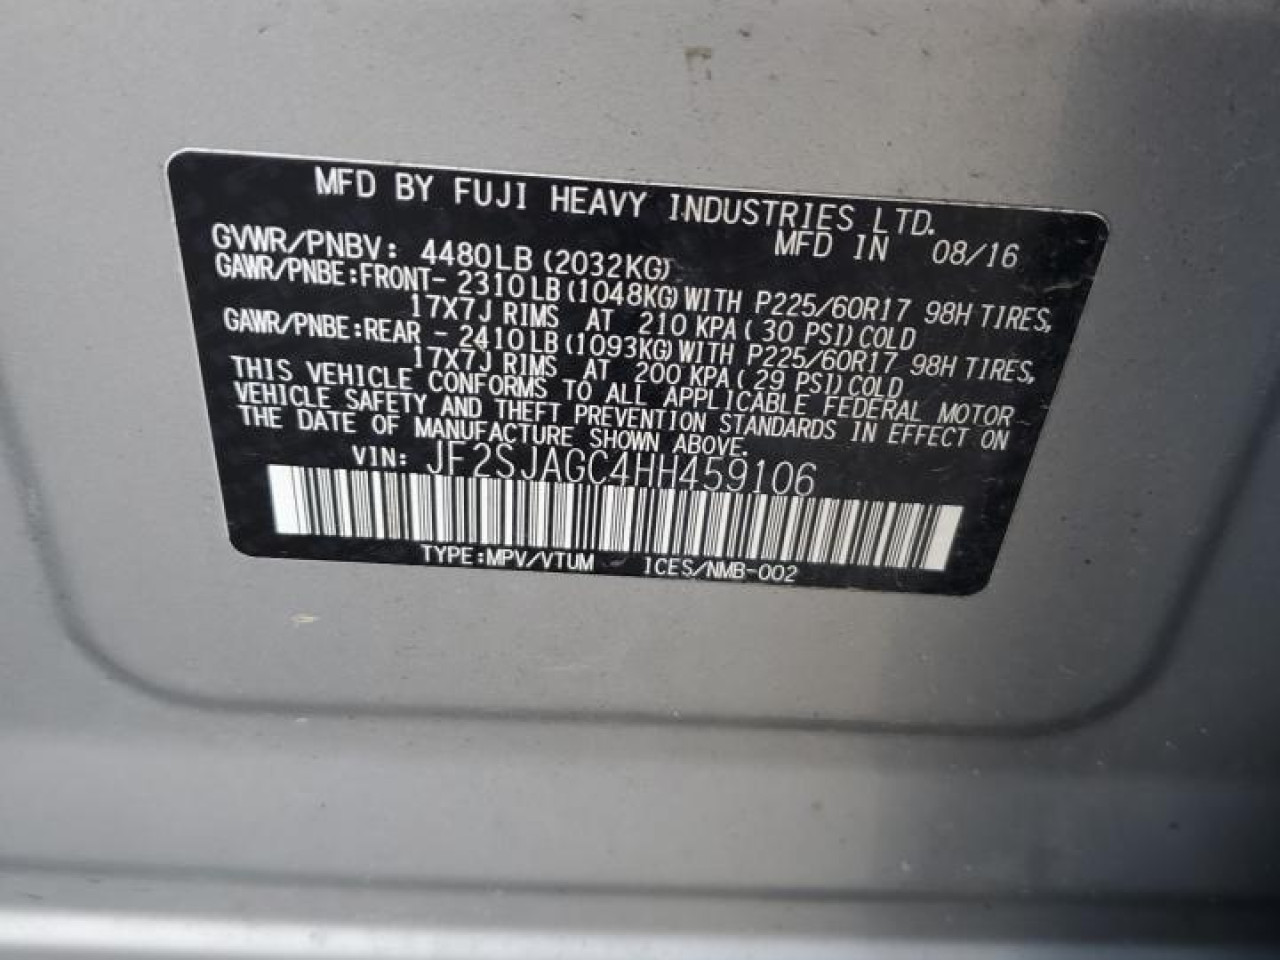 MFD BY FUJI HEAVY INDUSTRIES LTD.
MFD IN 08/16
GVWR/PNBV: 4480LB (2032KG)
GAWR/PNBE:FRONT- 2310LB (1048KG) WITH P225/60R17 98H TIRES,
17X7J RIMS AT 210 KPA ( 30 PSI) COLD
GAWR/PNBE:REAR - 2410LB (1093KG) WITH P225/60R17 98H TIRES,
17X7J RIMS AT 200 KPA ( 29 PSI) COLD
THIS VEHICLE CONFORMS TO ALL APPLICABLE FEDERAL MOTOR
VEHICLE SAFETY AND THEFT PREVENTION STANDARDS IN EFFECT ON
THE DATE OF MANUFACTURE SHOWN ABOVE.
VIN: JF2SJAGC4HH459106
TYPE:MPV/VTUM ICES/NMB-002